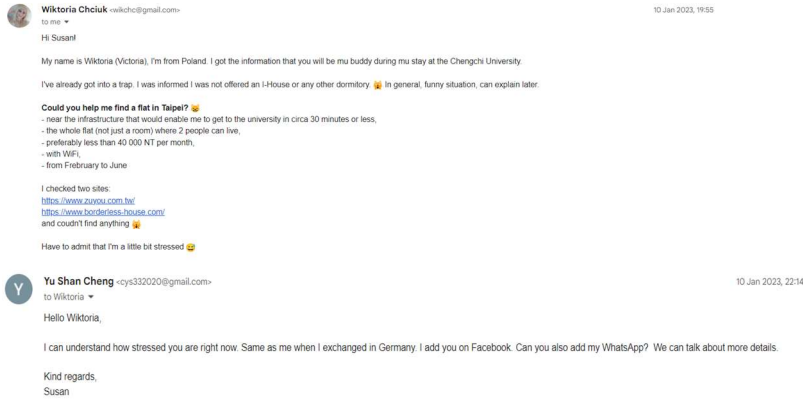 Wiktoria Chciuk <wikchc@gmail.com>
10 Jan 2023, 19:55
to me
Hi Susan!
My name is Wiktoria (Victoria), I'm from Poland. I got the information that you will be mu buddy during mu stay at the Chengchi University.
I've already got into a trap. I was informed I was not offered an I-House or any other dormitory. 🙀 In general, funny situation, can explain later.
Could you help me find a flat in Taipei? 😺
- near the infrastructure that would enable me to get to the university in circa 30 minutes or less,
- the whole flat (not just a room) where 2 people can live,
- preferably less than 40 000 NT per month,
- with WiFi,
- from Frebruary to June
I checked two sites:
https://www.zuyou.com.tw/
https://www.borderless-house.com/
and coudn't find anything 🙀
Have to admit that I'm a little bit stressed 😅
Y
Yu Shan Cheng <cys332020@gmail.com>
10 Jan 2023, 22:14
to Wiktoria
Hello Wiktoria,
I can understand how stressed you are right now. Same as me when I exchanged in Germany. I add you on Facebook. Can you also add my WhatsApp? We can talk about more details.
Kind regards,
Susan